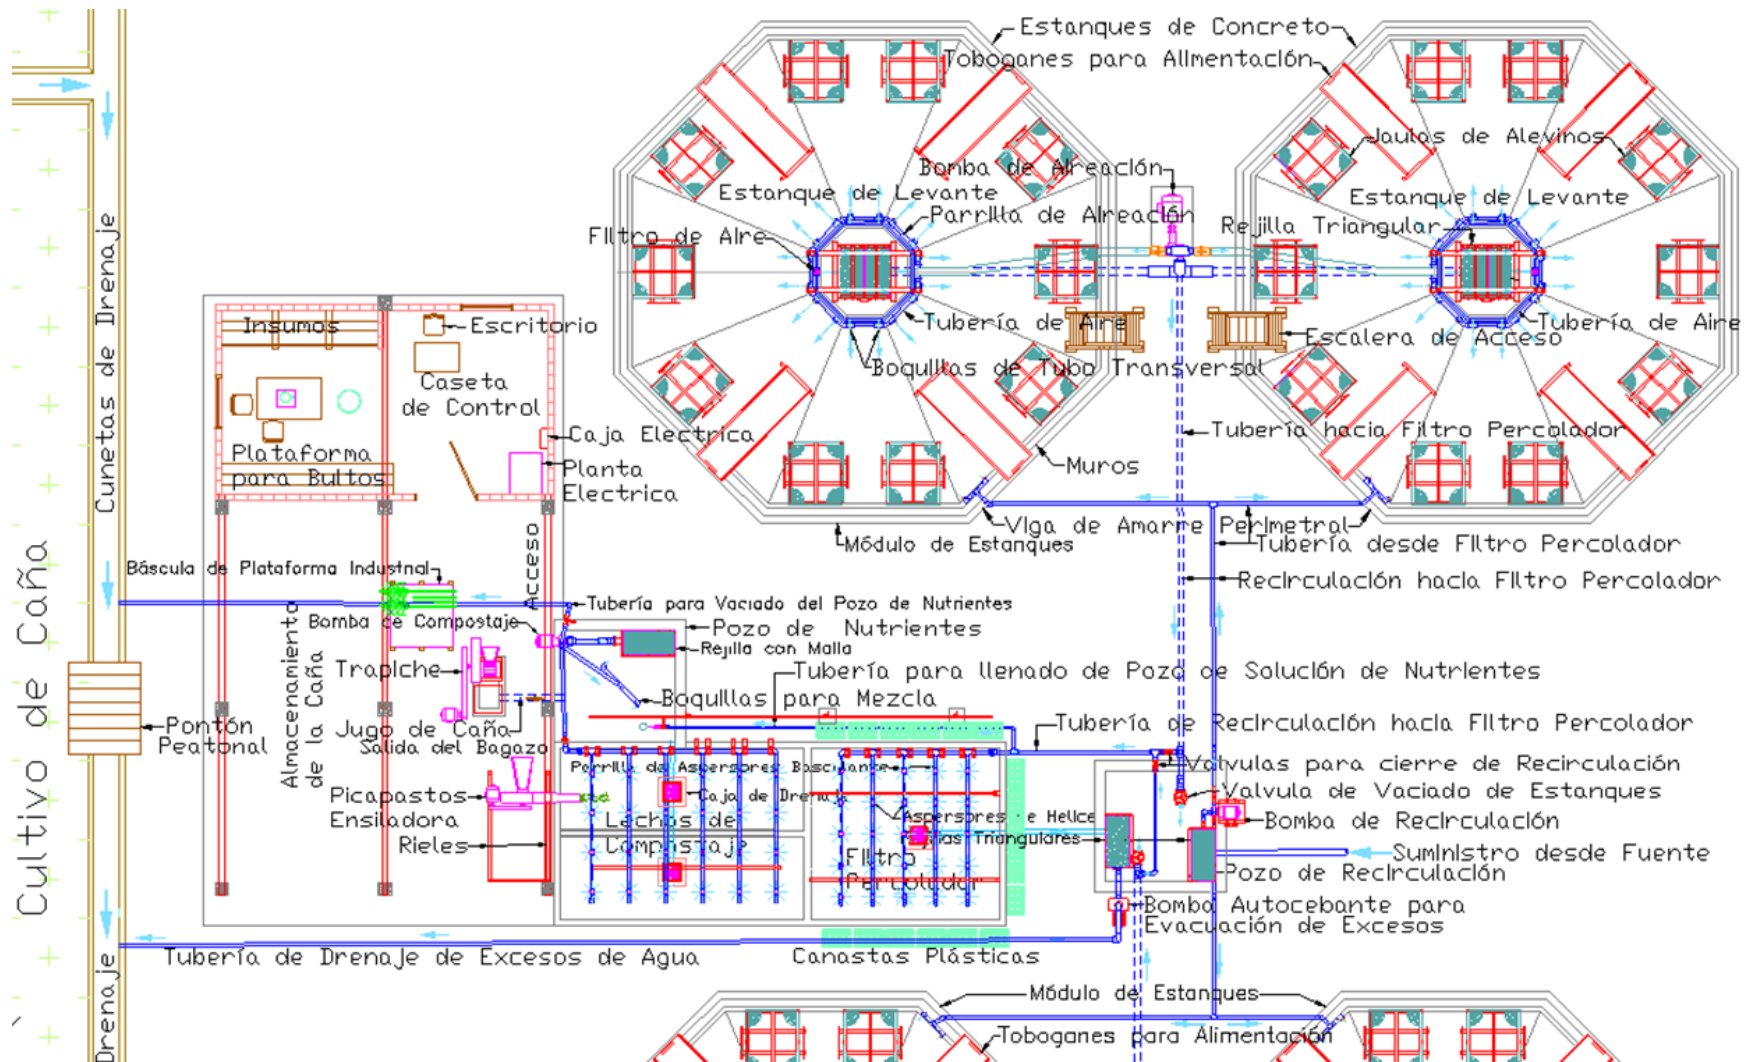 Estanques de Concreto
Toboganes para Alimentación
Jaulas de Alevinos
Bomba de Aireación
Estanque de Levante
Estanque de Levante
Parrilla de Aireación
Rejilla Triangular
Filtro de Aire
Cunetas de Drenaje
Insumos
Escritorio
Tubería de Aire
Tubería de Aire
Escalera de Acceso
Boquillas de Tubo Transversal
Caseta
de Control
Caja Electrica
Tubería hacia Filtro Percolador
Plataforma
para Bultos
Planta
Electrica
Muros
Viga de Amarre Perimetral
Módulo de Estanques
Tubería desde Filtro Percolador
Acceso
Báscula de Plataforma Industrial
Recirculación hacia Filtro Percolador
Cultivo de Caña
Tubería para Vaciado del Pozo de Nutrientes
Bomba de Compostaje
Pozo de Nutrientes
Rejilla con Malla
Almacenamiento
de la Caña
Trapiche
Tubería para llenado de Pozo de Solución de Nutrientes
Boquillas para Mezcla
Pontón
Peatonal
Jugo de Caña
Salida del Bagazo
Tubería de Recirculación hacia Filtro Percolador
Parrilla de Aspersores Basculante
Valvulas para cierre de Recirculación
Picapastos
Ensiladora
Caja de Drenaje
Valvula de Vaciado de Estanques
Lechos de
Compostaje
Aspersores de Helice
Bomba de Recirculación
Rieles
Rejillas Triangulares
Filtro
Percolador
Suministro desde Fuente
Pozo de Recirculación
Bomba Autocebante para
Evacuación de Excesos
Tubería de Drenaje de Excesos de Agua
Canastas Plásticas
Drenaje
Módulo de Estanques
Toboganes para Alimentación